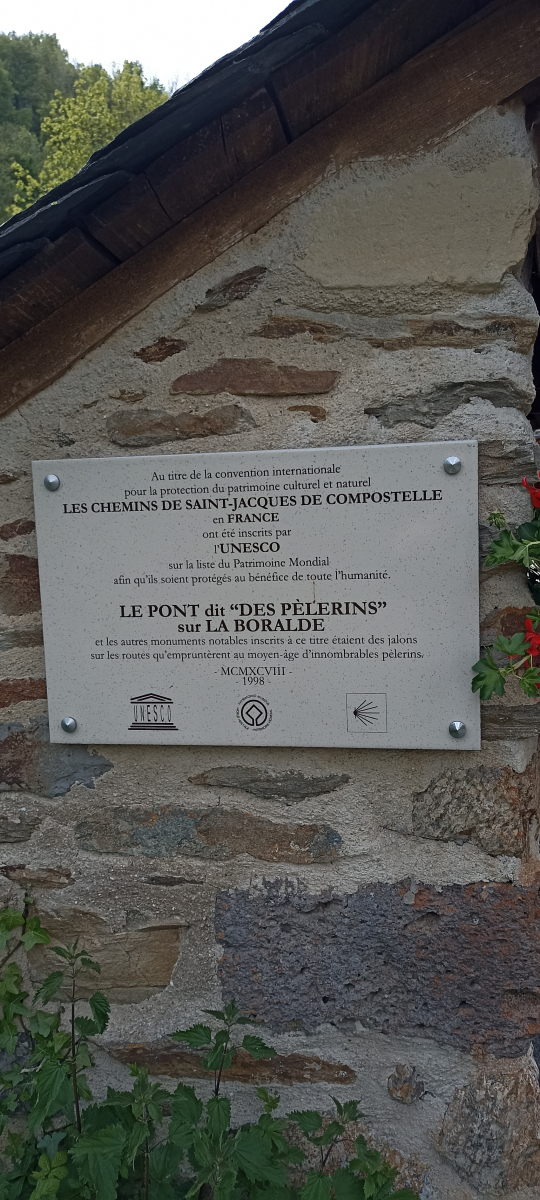 Au titre de la convention internationale
pour la protection du patrimoine culturel et naturel
LES CHEMINS DE SAINT-JACQUES DE COMPOSTELLE
en FRANCE
ont été inscrits par
l'UNESCO
sur la liste du Patrimoine Mondial
afin qu'ils soient protégés au bénéfice de toute l'humanité.
LE PONT dit “DES PÈLERINS”
sur LA BORALDE
et les autres monuments notables inscrits à ce titre étaient des jalons
sur les routes qu'empruntèrent au moyen-âge d'innombrables pèlerins.
- MCMXCVIII -
- 1998 -
UNESCO